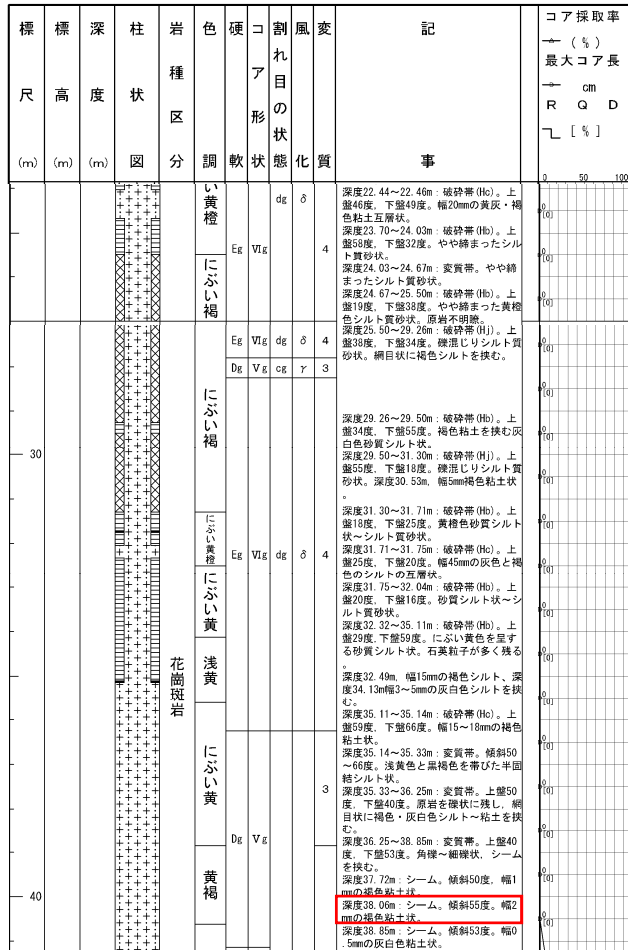 標尺(m)
標高(m)
深度(m)
柱状図
岩種区分
色調
硬軟
コア形状
割れ目の状態
風化
変質
記事
コア採取率
(%)
最大コア長
cm
R Q D
[%]
0 50 100
い黄橙
にぶい褐
にぶい褐
にぶい黄橙
にぶい黄
浅黄
にぶい黄
黄褐
30
40
花崗斑岩
dg δ
Eg Ⅵg 4
Eg Ⅵg dg δ 4
Dg Ⅴg cg γ 3
Eg Ⅵg dg δ 4
3
Dg Ⅴg
深度22.44~22.46m:破砕帯(Hc)。上
盤46度、下盤49度。幅20mmの黄灰・褐
色粘土互層状。
深度23.70~24.03m:破砕帯(Hb)。上
盤58度、下盤32度。やや締まったシル
ト質砂状。
深度24.03~24.67m:変質帯。やや締
まったシルト質砂状。
深度24.67~25.50m:破砕帯(Hb)。上
盤19度、下盤38度。やや締まった黄橙
色シルト質砂状。原岩不明瞭。
深度25.50~29.26m:破砕帯(Hj)。上
盤38度、下盤34度。礫混じりシルト質
砂状。網目状に褐色シルトを挟む。
深度29.26~29.50m:破砕帯(Hb)。上
盤34度、下盤55度。褐色粘土を挟む灰
白色砂質シルト状。
深度29.50~31.30m:破砕帯(Hj)。上
盤55度、下盤18度。礫混じりシルト質
砂状。深度30.53m、幅5mm褐色粘土状
。
深度31.30~31.71m:破砕帯(Hb)。上
盤18度、下盤25度。黄橙色砂質シルト
状~シルト質砂状。
深度31.71~31.75m:破砕帯(Hc)。上
盤25度、下盤20度。幅45mmの灰色と褐
色のシルトの互層状。
深度31.75~32.04m:破砕帯(Hb)。上
盤20度、下盤16度。砂質シルト状~シ
ルト質砂状。
深度32.32~35.11m:破砕帯(Hb)。上
盤29度、下盤59度。にぶい黄色を呈す
る砂質シルト状。石英粒子が多く残る
。
深度32.49m、幅15mmの褐色シルト、深
度34.13m幅3~5mmの灰白色シルトを挟
む。
深度35.11~35.14m:破砕帯(Hc)。上
盤59度、下盤66度。幅15~18mmの褐色
粘土状。
深度35.14~35.33m:変質帯。傾斜50
~66度。浅黄色と黒褐色を帯びた半固
結シルト状。
深度35.33~36.25m:変質帯。上盤50
度、下盤40度。原岩を礫状に残し、網
目状に褐色・灰白色シルト~粘土を挟
む。
深度36.25~38.85m:変質帯。上盤40
度、下盤53度。角礫~細礫状、シーム
を挟む。
深度37.72m:シーム。傾斜50度、幅1
mmの褐色粘土状。
深度38.06m:シーム。傾斜55度、幅2
mmの褐色粘土状。
深度38.85m:シーム。傾斜53度、幅0
.5mmの灰白色粘土状。